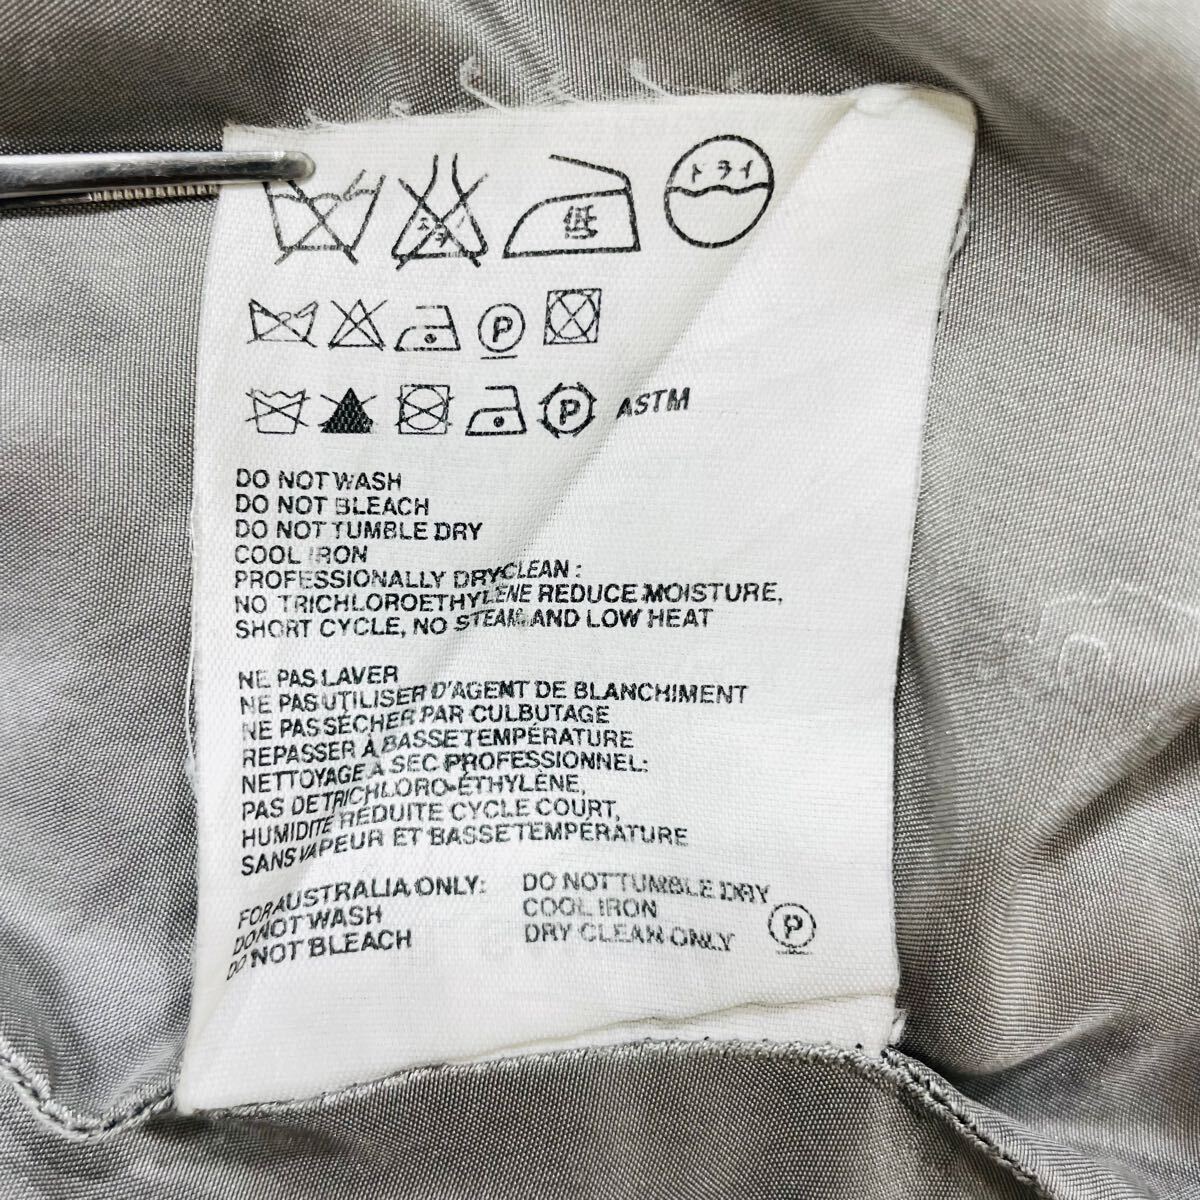 低 ドライ
P
P ASTM
DO NOT WASH
DO NOT BLEACH
DO NOT TUMBLE DRY
COOL IRON
PROFESSIONALLY DRYCLEAN :
NO TRICHLOROETHYLENE REDUCE MOISTURE,
SHORT CYCLE, NO STEAM AND LOW HEAT
NE PAS LAVER
NE PAS UTILISER D'AGENT DE BLANCHIMENT
NE PAS SÉCHER PAR CULBUTAGE
REPASSER À BASSE TEMPÉRATURE
NETTOYAGE À SEC PROFESSIONNEL:
PAS DE TRICHLORO-ÉTHYLÈNE,
HUMIDITÉ RÉDUITE CYCLE COURT,
SANS VAPEUR ET BASSE TEMPÉRATURE
FOR AUSTRALIA ONLY:
DO NOT WASH
DO NOT BLEACH
DO NOT TUMBLE DRY
COOL IRON
DRY CLEAN ONLY P